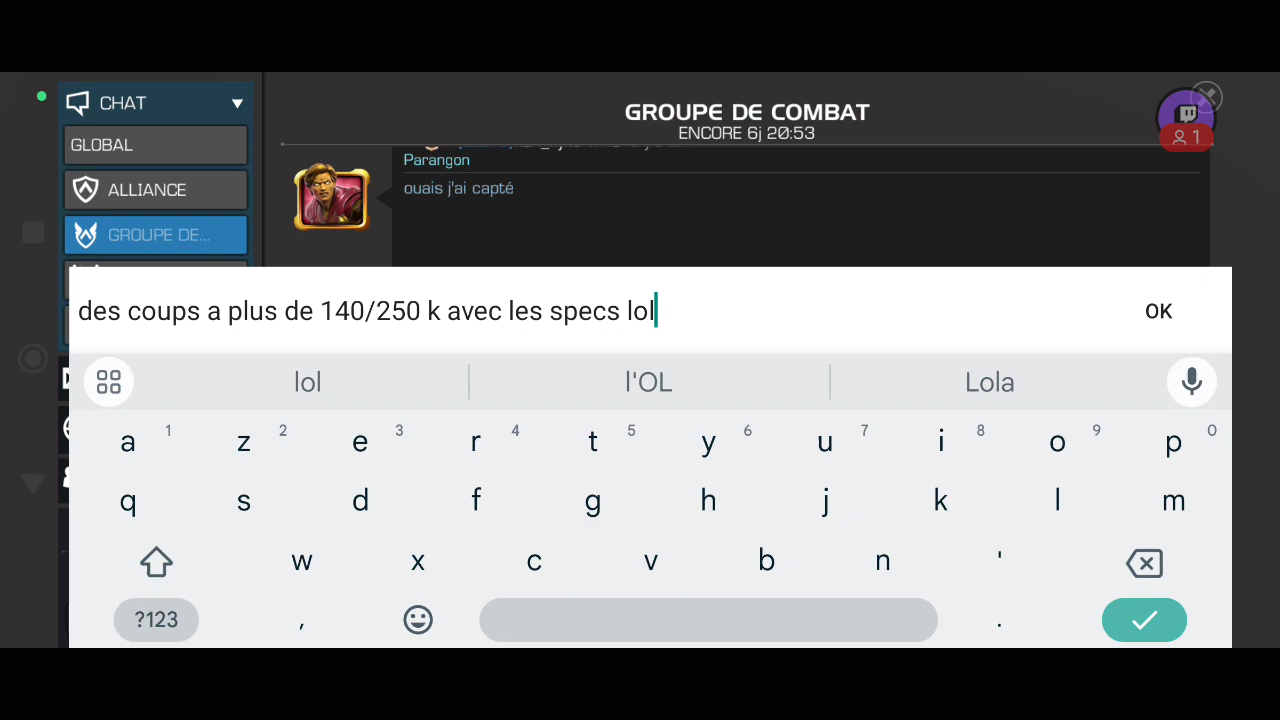 CHAT
GLOBAL
ALLIANCE
GROUPE DE...
GROUPE DE COMBAT
ENCORE 6j 20:53
1
Parangon
ouais j'ai capté
des coups a plus de 140/250 k avec les specs lol
OK
lol l'OL Lola
a 1 z 2 e 3 r 4 t 5 y 6 u 7 i 8 o 9 p 0
q s d f g h j k l m
w x c v b n '
?123 , .